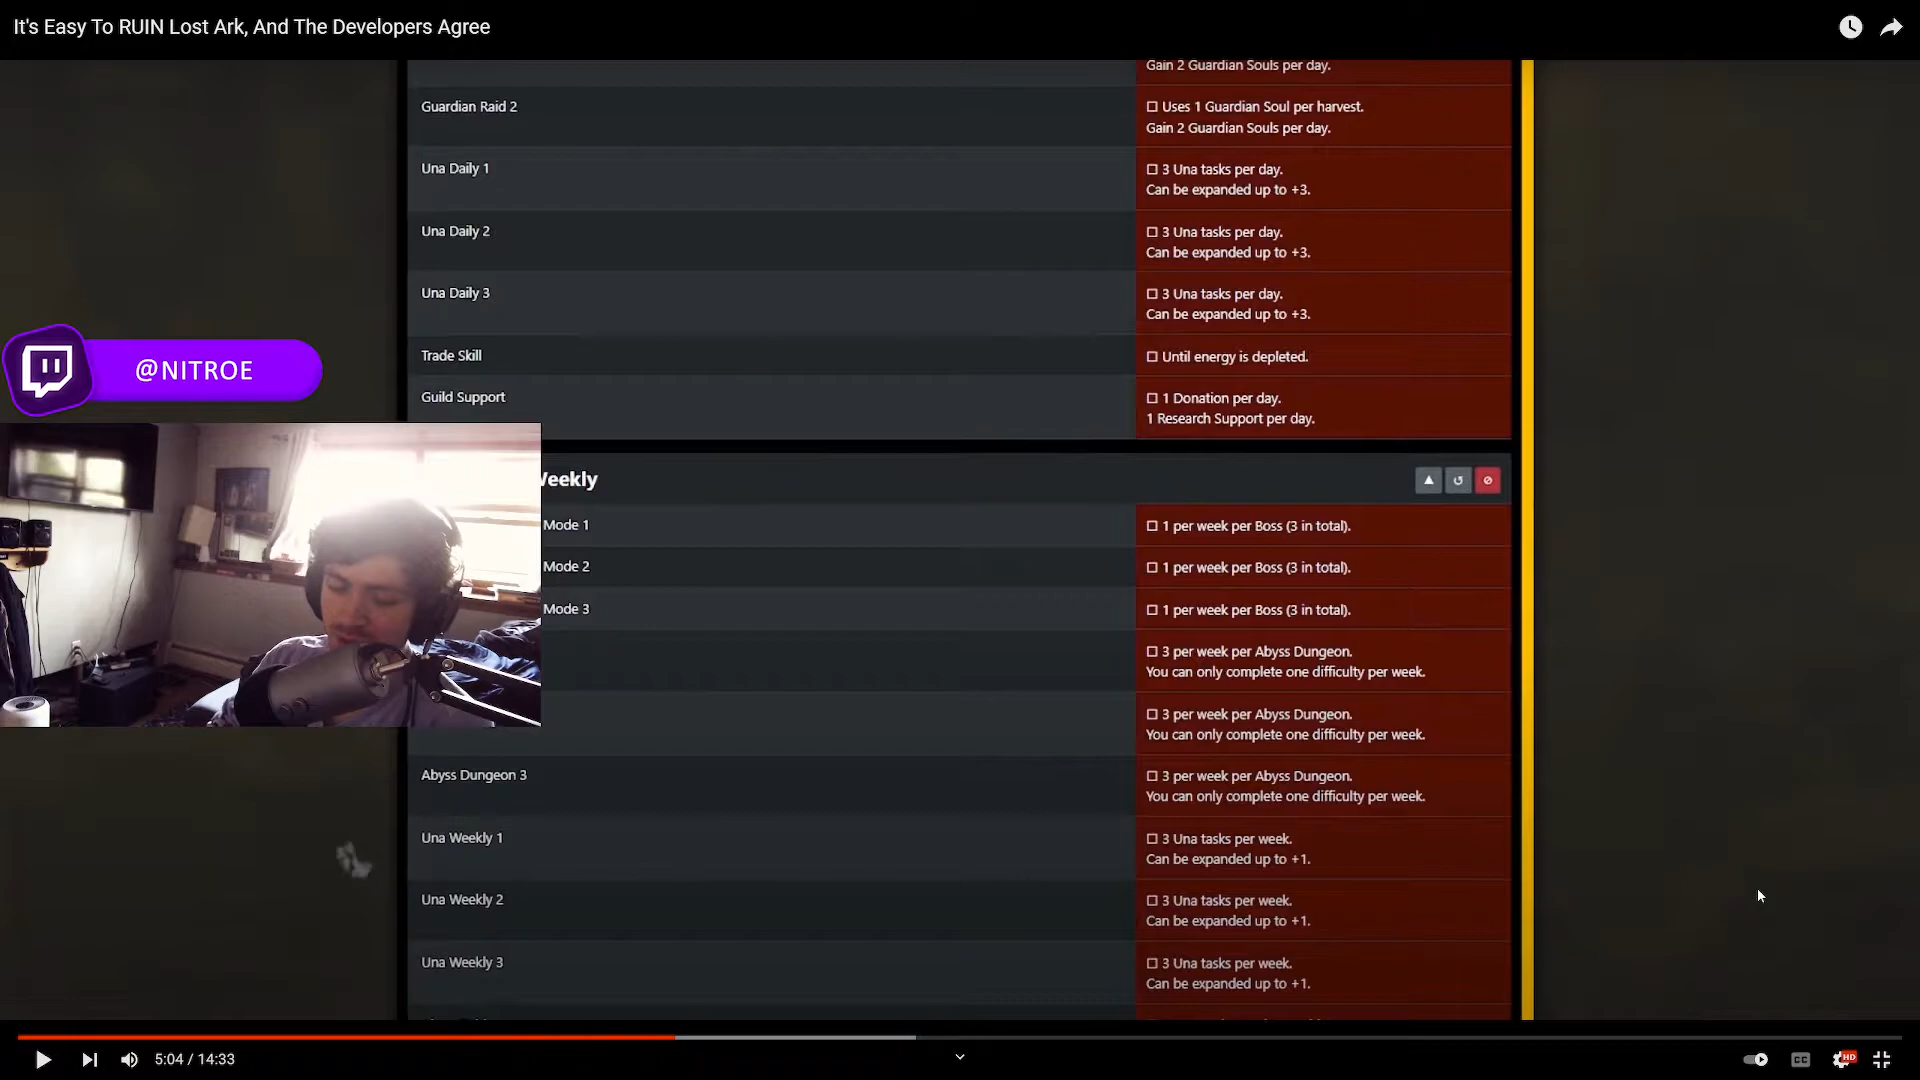 It's Easy To RUIN Lost Ark, And The Developers Agree
Gain 2 Guardian Souls per day.
Guardian Raid 2
Uses 1 Guardian Soul per harvest.
Gain 2 Guardian Souls per day.
Una Daily 1
3 Una tasks per day.
Can be expanded up to +3.
Una Daily 2
3 Una tasks per day.
Can be expanded up to +3.
Una Daily 3
3 Una tasks per day.
Can be expanded up to +3.
Trade Skill
Until energy is depleted.
Guild Support
1 Donation per day.
1 Research Support per day.
@NITROE
Weekly
Mode 1
1 per week per Boss (3 in total).
Mode 2
1 per week per Boss (3 in total).
Mode 3
1 per week per Boss (3 in total).
3 per week per Abyss Dungeon.
You can only complete one difficulty per week.
3 per week per Abyss Dungeon.
You can only complete one difficulty per week.
Abyss Dungeon 3
3 per week per Abyss Dungeon.
You can only complete one difficulty per week.
Una Weekly 1
3 Una tasks per week.
Can be expanded up to +1.
Una Weekly 2
3 Una tasks per week.
Can be expanded up to +1.
Una Weekly 3
3 Una tasks per week.
Can be expanded up to +1.
5:04 / 14:33
CC
HD